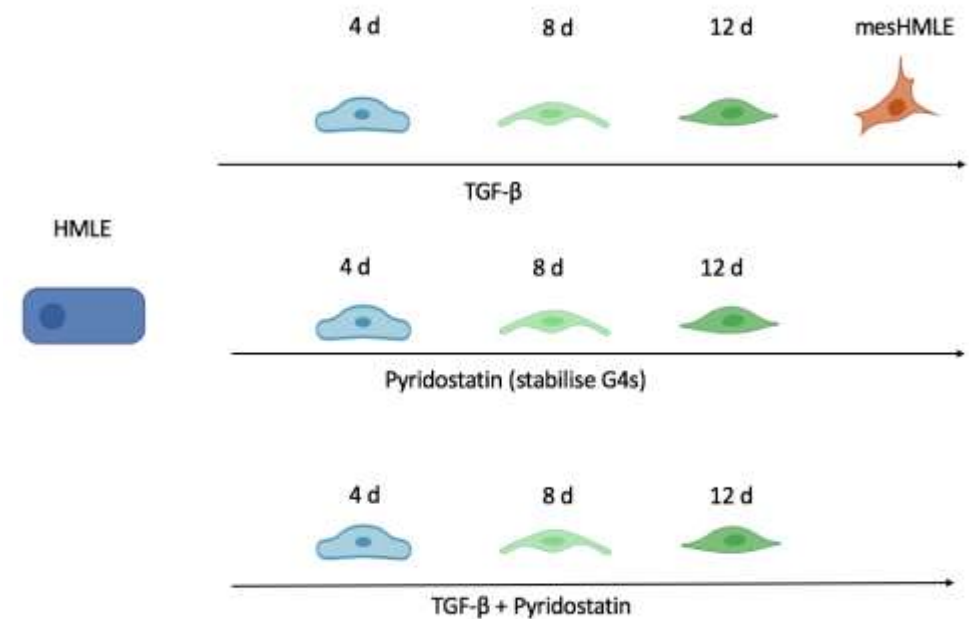 4 d 8 d 12 d mesHMLE
TGF-β
HMLE
4 d 8 d 12 d
Pyridostatin (stabilise G4s)
4 d 8 d 12 d
TGF-β + Pyridostatin